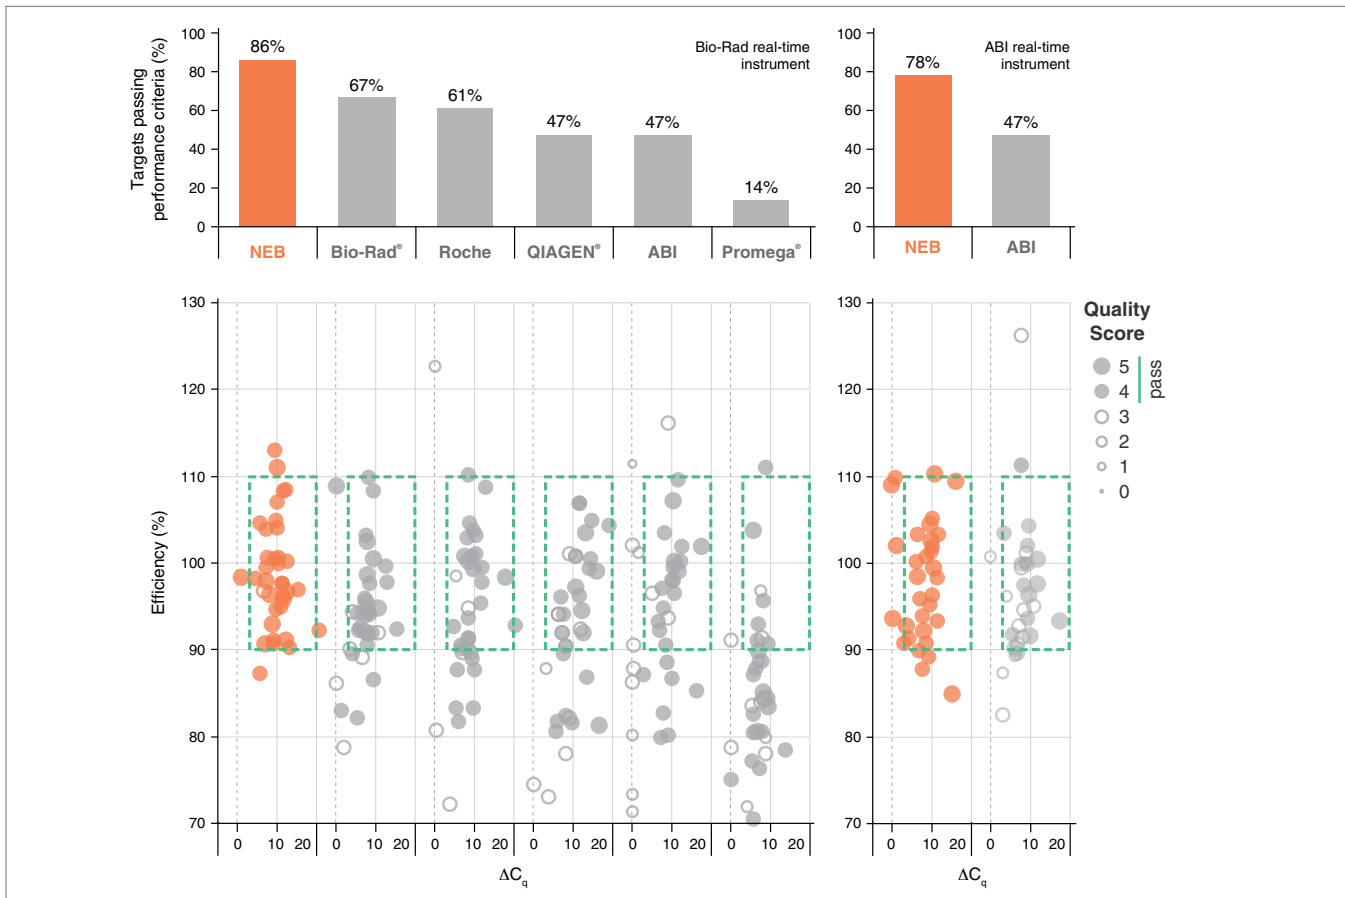 Targets passing
performance criteria (%)
100
80
60
40
20
0
86%
67%
61%
47%
47%
14%
Bio-Rad real-time
instrument
NEB
Bio-Rad®
Roche
QIAGEN®
ABI
Promega®
100
80
60
40
20
0
78%
47%
ABI real-time
instrument
NEB
ABI
Efficiency (%)
130
120
110
100
90
80
70
0 10 20
0 10 20
0 10 20
0 10 20
0 10 20
0 10 20
ΔCq
130
120
110
100
90
80
70
0 10 20
0 10 20
ΔCq
Quality
Score
5
4
3
2
1
0
pass